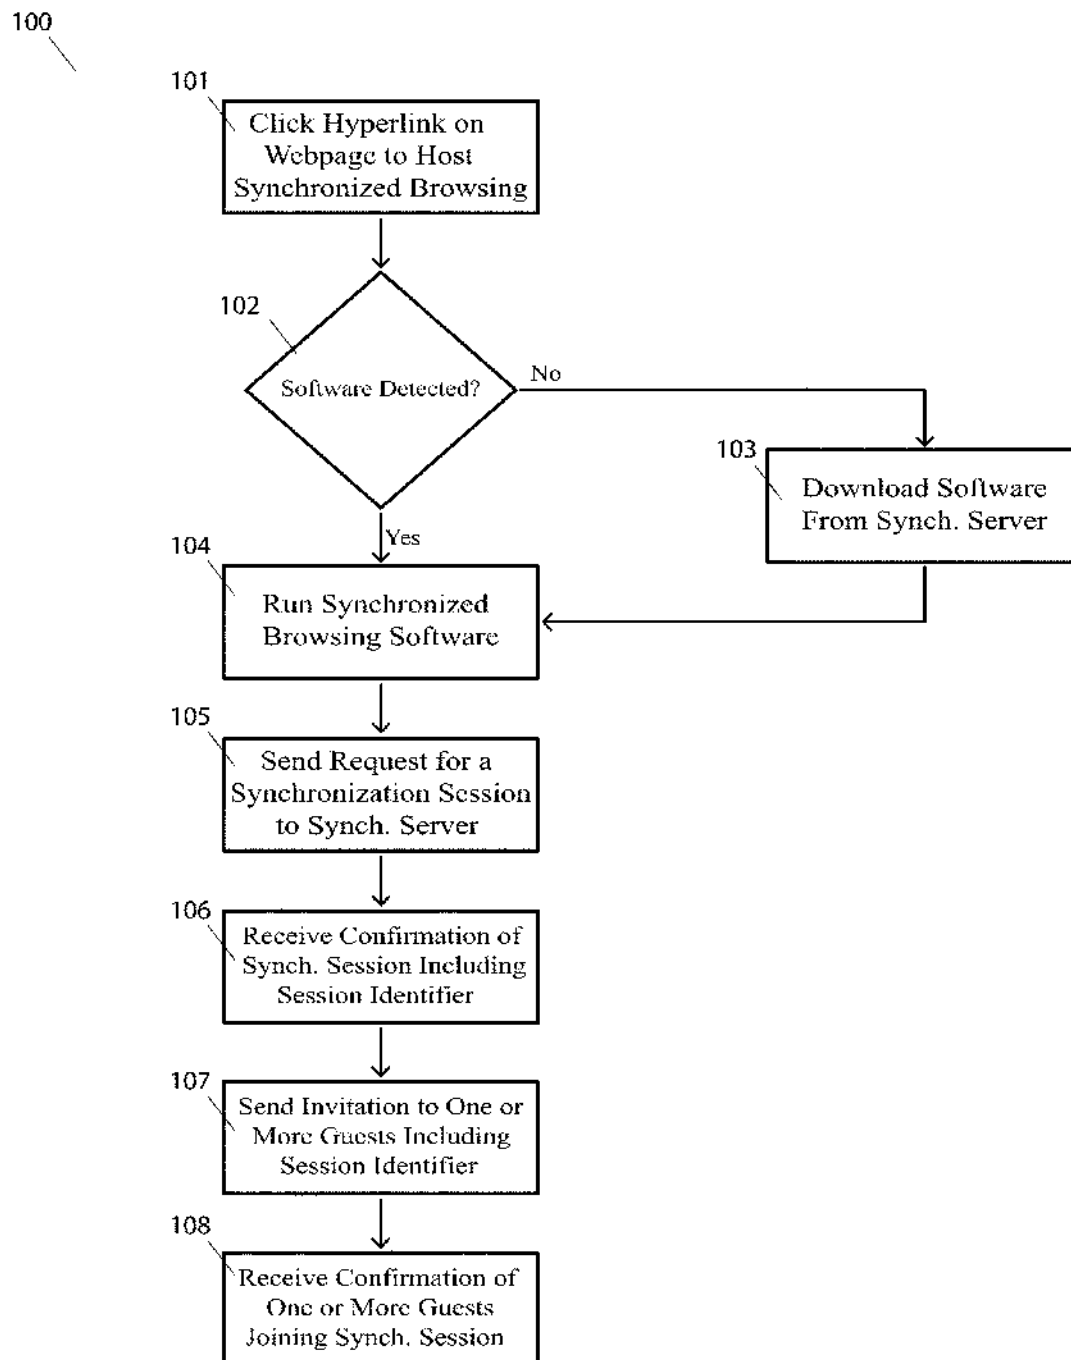 100
101
Click Hyperlink on
Webpage to Host
Synchronized Browsing
102
Software Detected?
No
103
Download Software
From Synch. Server
Yes
104
Run Synchronized
Browsing Software
105
Send Request for a
Synchronization Session
to Synch. Server
106
Receive Confirmation of
Synch. Session Including
Session Identifier
107
Send Invitation to One or
More Guests Including
Session Identifier
108
Receive Confirmation of
One or More Guests
Joining Synch. Session